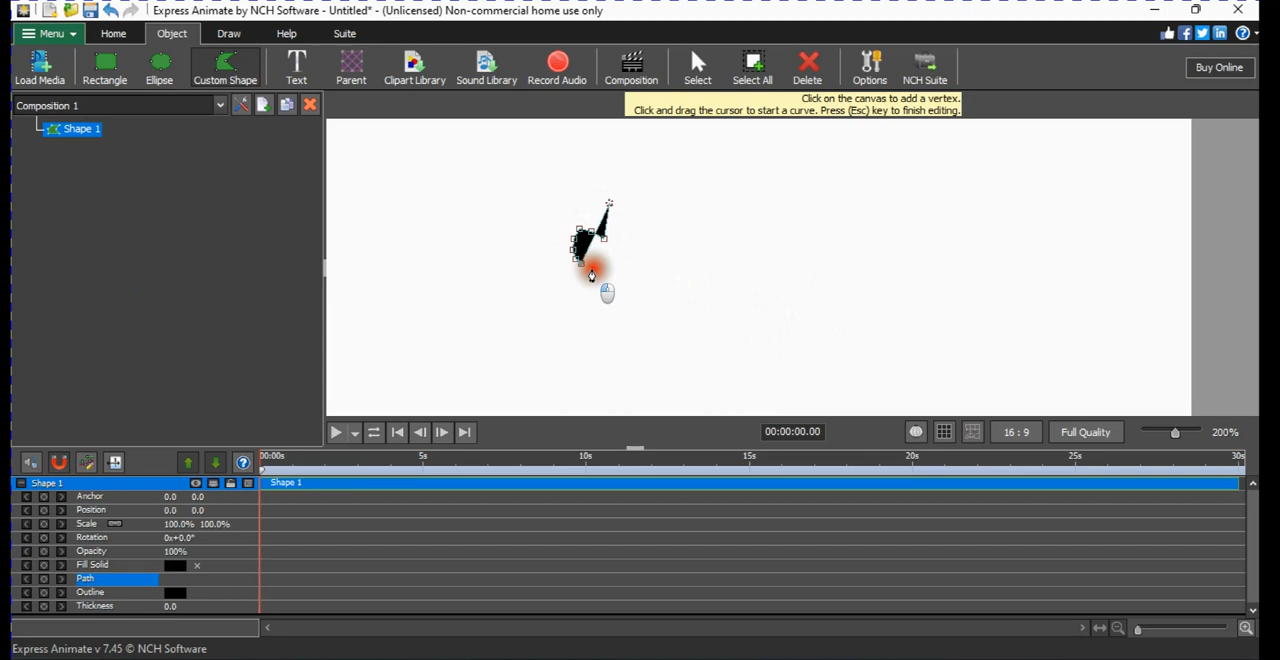 Express Animate by NCH Software - Untitled* - (Unlicensed) Non-commercial home use only
Menu Home Object Draw Help Suite
Load Media Rectangle Ellipse Custom Shape Text Parent Clipart Library Sound Library Record Audio Composition Select Select All Delete Options NCH Suite Buy Online
Composition 1
Click on the canvas to add a vertex.
Click and drag the cursor to start a curve. Press (Esc) key to finish editing.
Shape 1
00:00:00.00 16 : 9 Full Quality 200%
00:00s 5s 10s 15s 20s 25s 30s
Shape 1 Shape 1
Anchor 0.0 0.0
Position 0.0 0.0
Scale 100.0% 100.0%
Rotation 0x+0.0°
Opacity 100%
Fill Solid
Path
Outline
Thickness 0.0
Express Animate v 7.45 © NCH Software